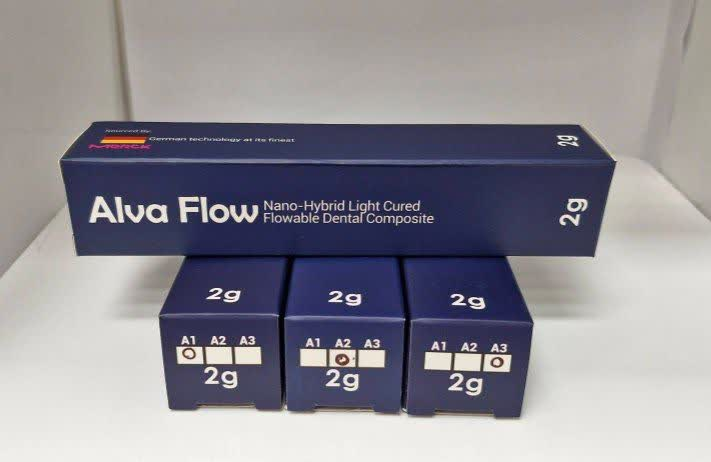 Sourced By:
MERCK
German technology at its finest
2g
Alva Flow
Nano-Hybrid Light Cured
Flowable Dental Composite
2g
2g
A1 A2 A3
2g
2g
A1 A2 A3
2g
2g
A1 A2 A3
2g